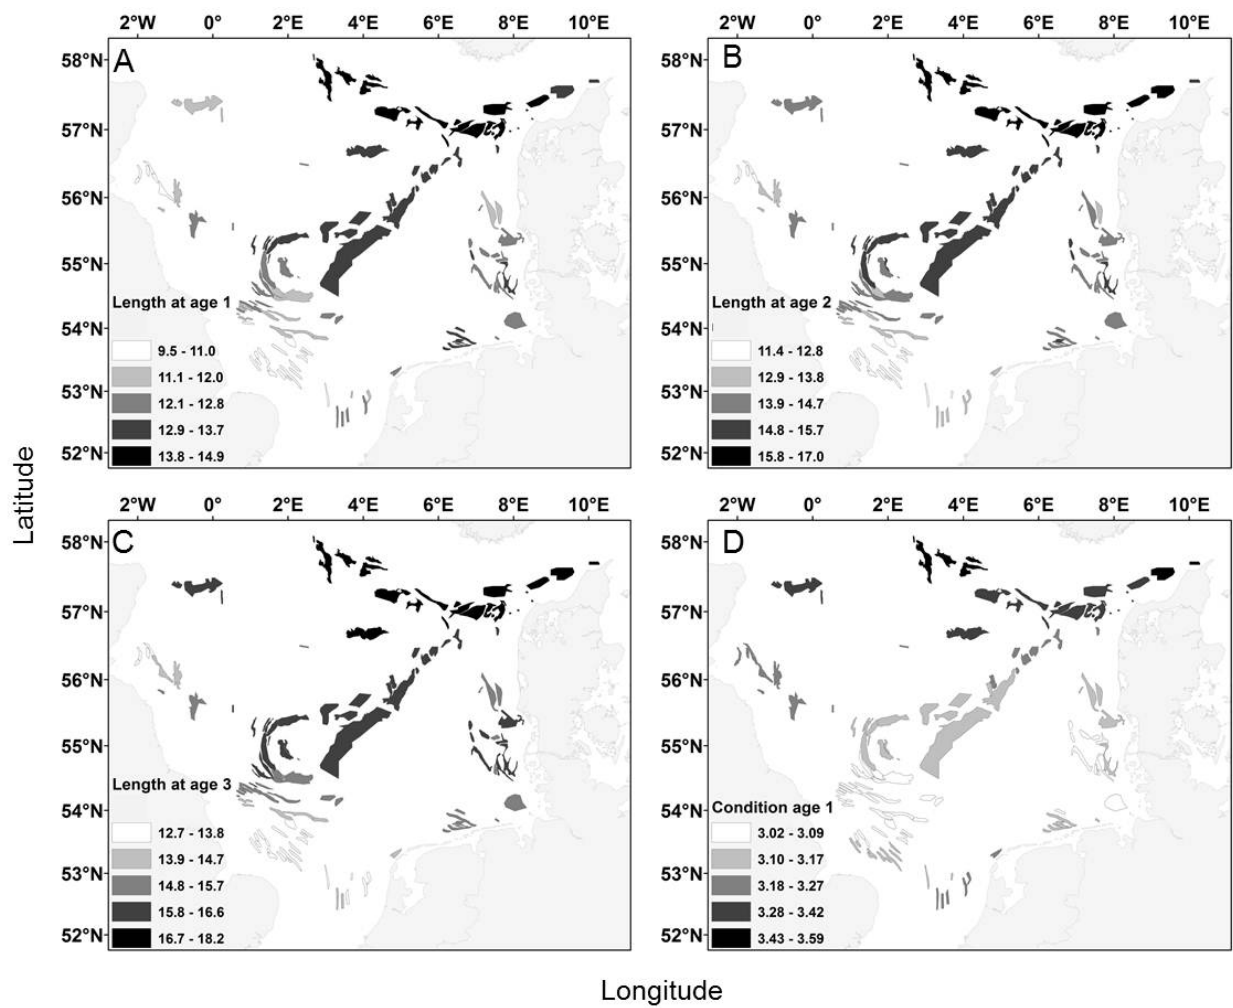 2°W 0° 2°E 4°E 6°E 8°E 10°E
2°W 0° 2°E 4°E 6°E 8°E 10°E
A
B
58°N
57°N
56°N
55°N
54°N
53°N
52°N
58°N
57°N
56°N
55°N
54°N
53°N
52°N
Length at age 1
9.5 - 11.0
11.1 - 12.0
12.1 - 12.8
12.9 - 13.7
13.8 - 14.9
Length at age 2
11.4 - 12.8
12.9 - 13.8
13.9 - 14.7
14.8 - 15.7
15.8 - 17.0
Latitude
2°W 0° 2°E 4°E 6°E 8°E 10°E
2°W 0° 2°E 4°E 6°E 8°E 10°E
C
D
58°N
57°N
56°N
55°N
54°N
53°N
52°N
58°N
57°N
56°N
55°N
54°N
53°N
52°N
Length at age 3
12.7 - 13.8
13.9 - 14.7
14.8 - 15.7
15.8 - 16.6
16.7 - 18.2
Condition age 1
3.02 - 3.09
3.10 - 3.17
3.18 - 3.27
3.28 - 3.42
3.43 - 3.59
Longitude